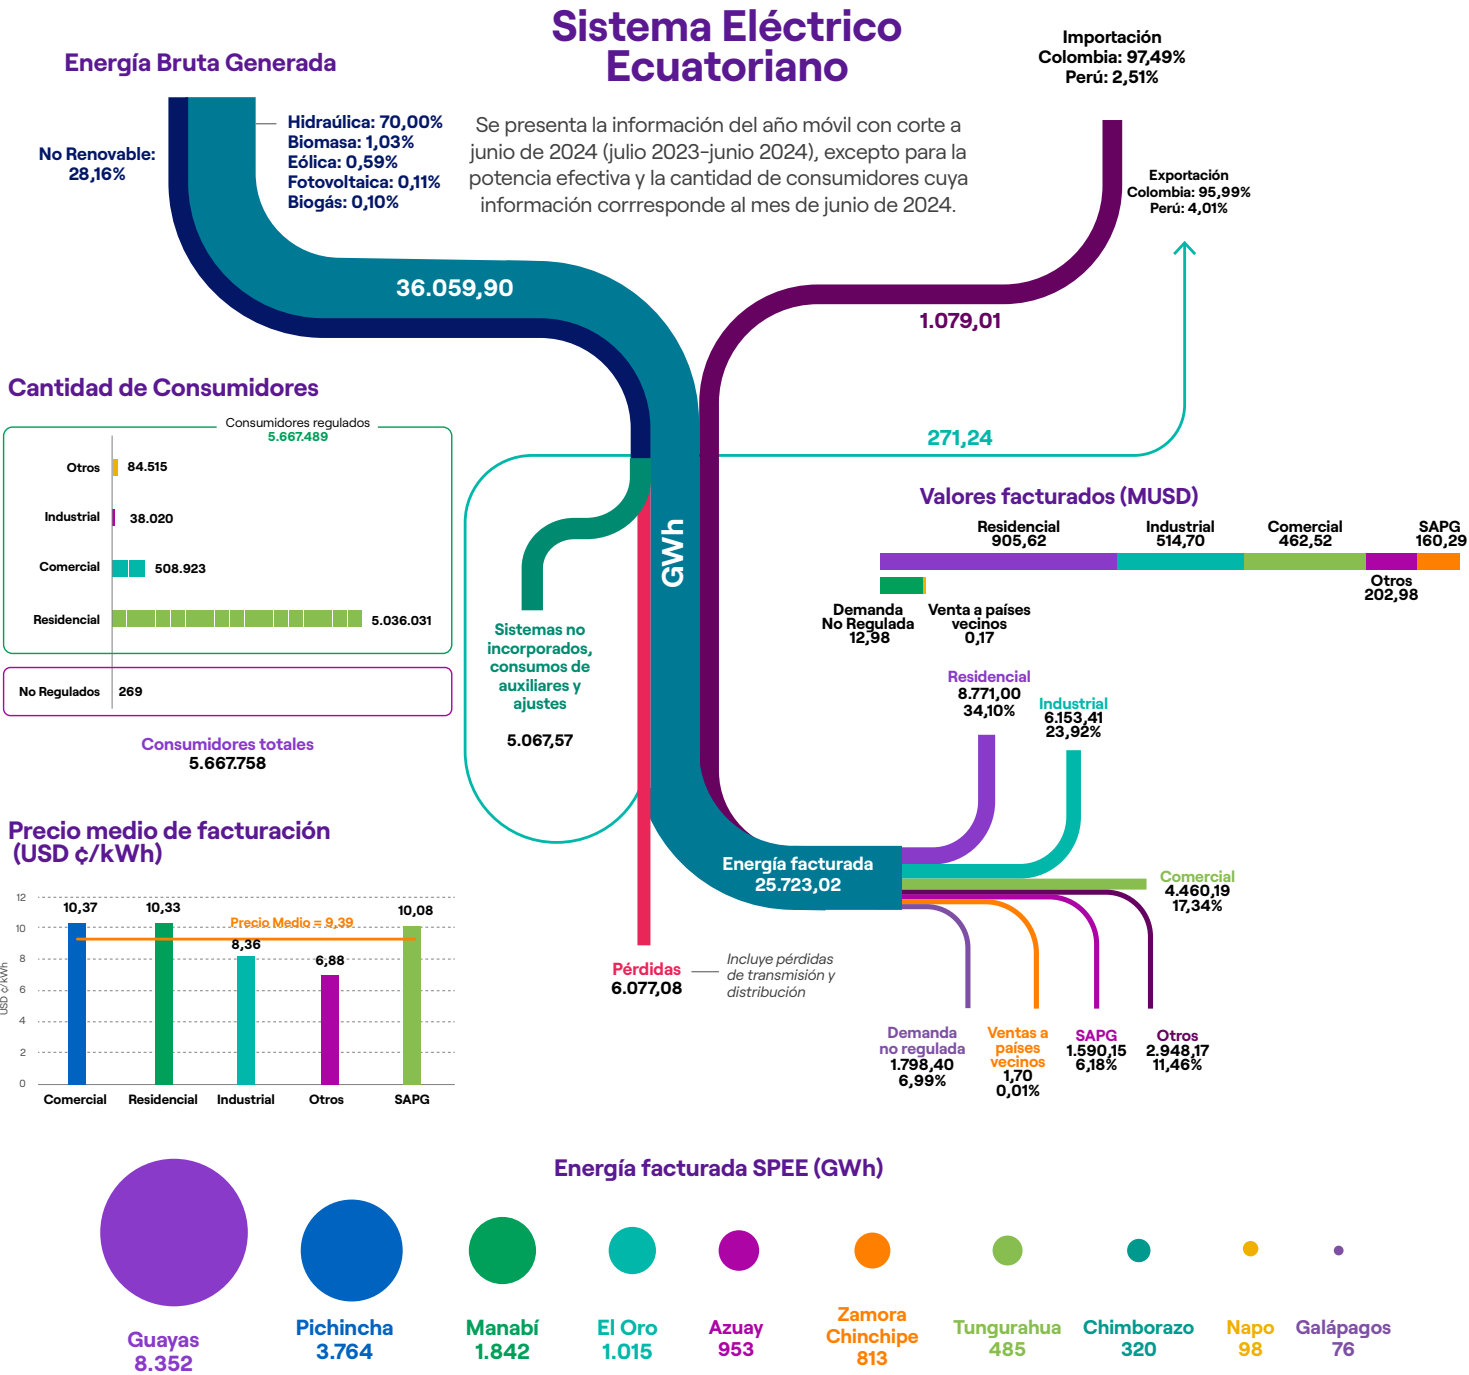 Sistema Eléctrico
Ecuatoriano
Se presenta la información del año móvil con corte a
junio de 2024 (julio 2023-junio 2024), excepto para la
potencia efectiva y la cantidad de consumidores cuya
información corrresponde al mes de junio de 2024.
Energía Bruta Generada
No Renovable:
28,16%
Hidraúlica: 70,00%
Biomasa: 1,03%
Eólica: 0,59%
Fotovoltaica: 0,11%
Biogás: 0,10%
36.059,90
Importación
Colombia: 97,49%
Perú: 2,51%
1.079,01
Exportación
Colombia: 95,99%
Perú: 4,01%
271,24
GWh
Cantidad de Consumidores
Consumidores regulados
5.667.489
Otros
84.515
Industrial
38.020
Comercial
508.923
Residencial
5.036.031
No Regulados
269
Consumidores totales
5.667.758
Sistemas no
incorporados,
consumos de
auxiliares y
ajustes
5.067,57
Valores facturados (MUSD)
Residencial
905,62
Industrial
514,70
Comercial
462,52
SAPG
160,29
Otros
202,98
Demanda
No Regulada
12,98
Venta a países
vecinos
0,17
Residencial
8.771,00
34,10%
Industrial
6.153,41
23,92%
Energía facturada
25.723,02
Comercial
4.460,19
17,34%
Pérdidas
6.077,08
Incluye pérdidas
de transmisión y
distribución
Demanda
no regulada
1.798,40
6,99%
Ventas a
países
vecinos
1,70
0,01%
SAPG
1.590,15
6,18%
Otros
2.948,17
11,46%
Precio medio de facturación
(USD ¢/kWh)
USD ¢/kWh
12
10
8
6
4
2
0
10,37
10,33
Precio Medio = 9,39
8,36
6,88
10,08
Comercial
Residencial
Industrial
Otros
SAPG
Energía facturada SPEE (GWh)
Guayas
8.352
Pichincha
3.764
Manabí
1.842
El Oro
1.015
Azuay
953
Zamora
Chinchipe
813
Tungurahua
485
Chimborazo
320
Napo
98
Galápagos
76